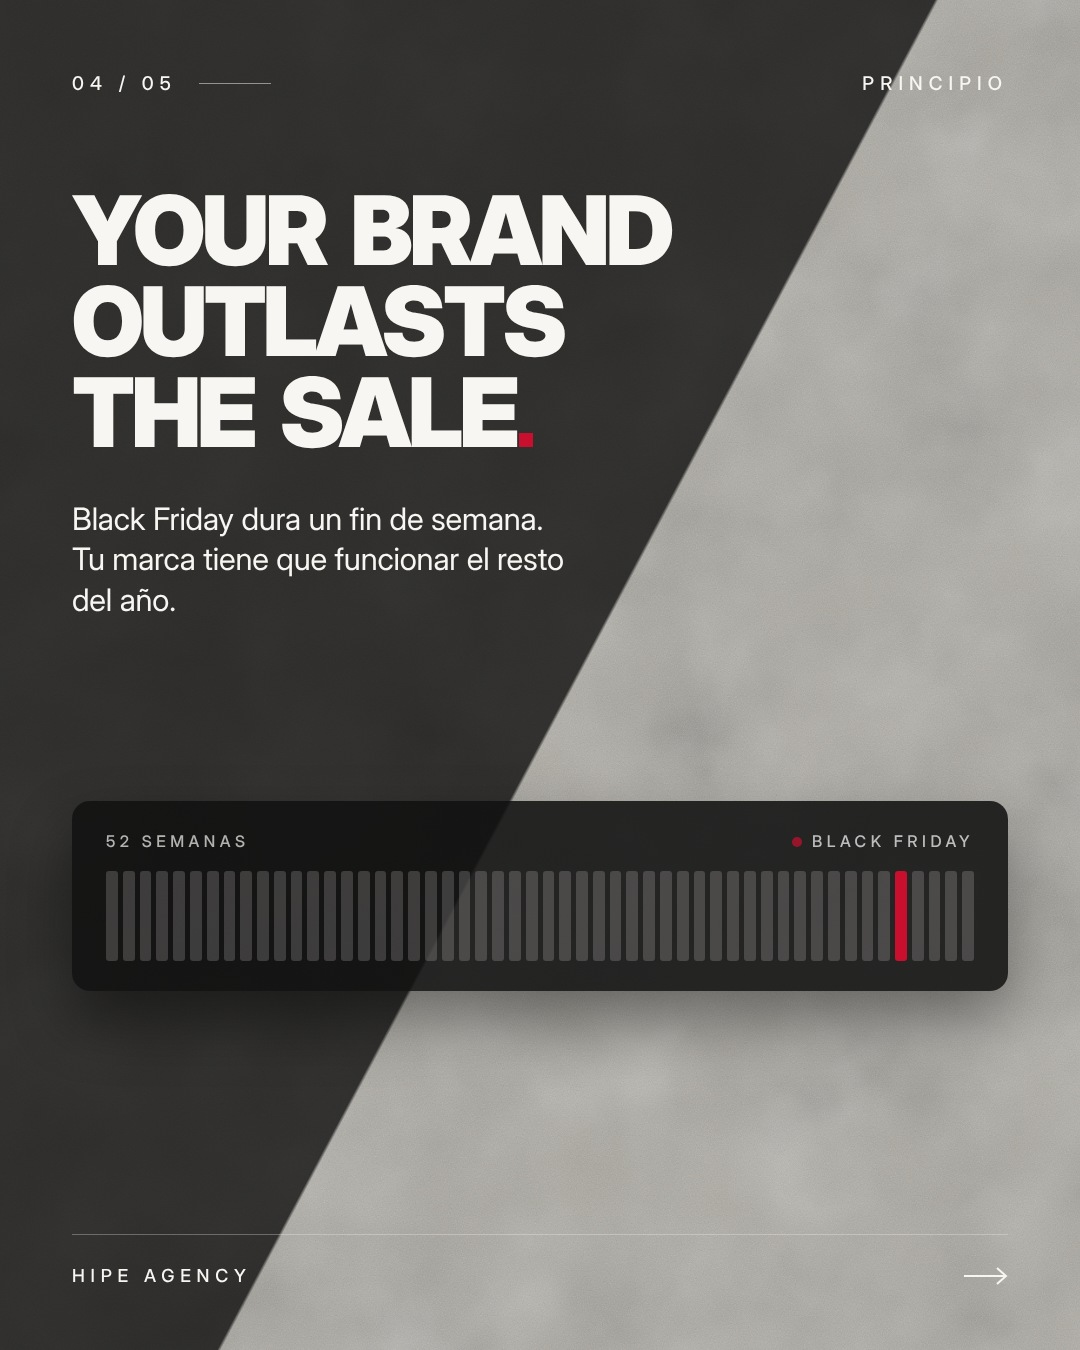 04 / 05
PRINCIPIO
YOUR BRAND
OUTLASTS
THE SALE.
Black Friday dura un fin de semana.
Tu marca tiene que funcionar el resto
del año.
52 SEMANAS
BLACK FRIDAY
HIPE AGENCY